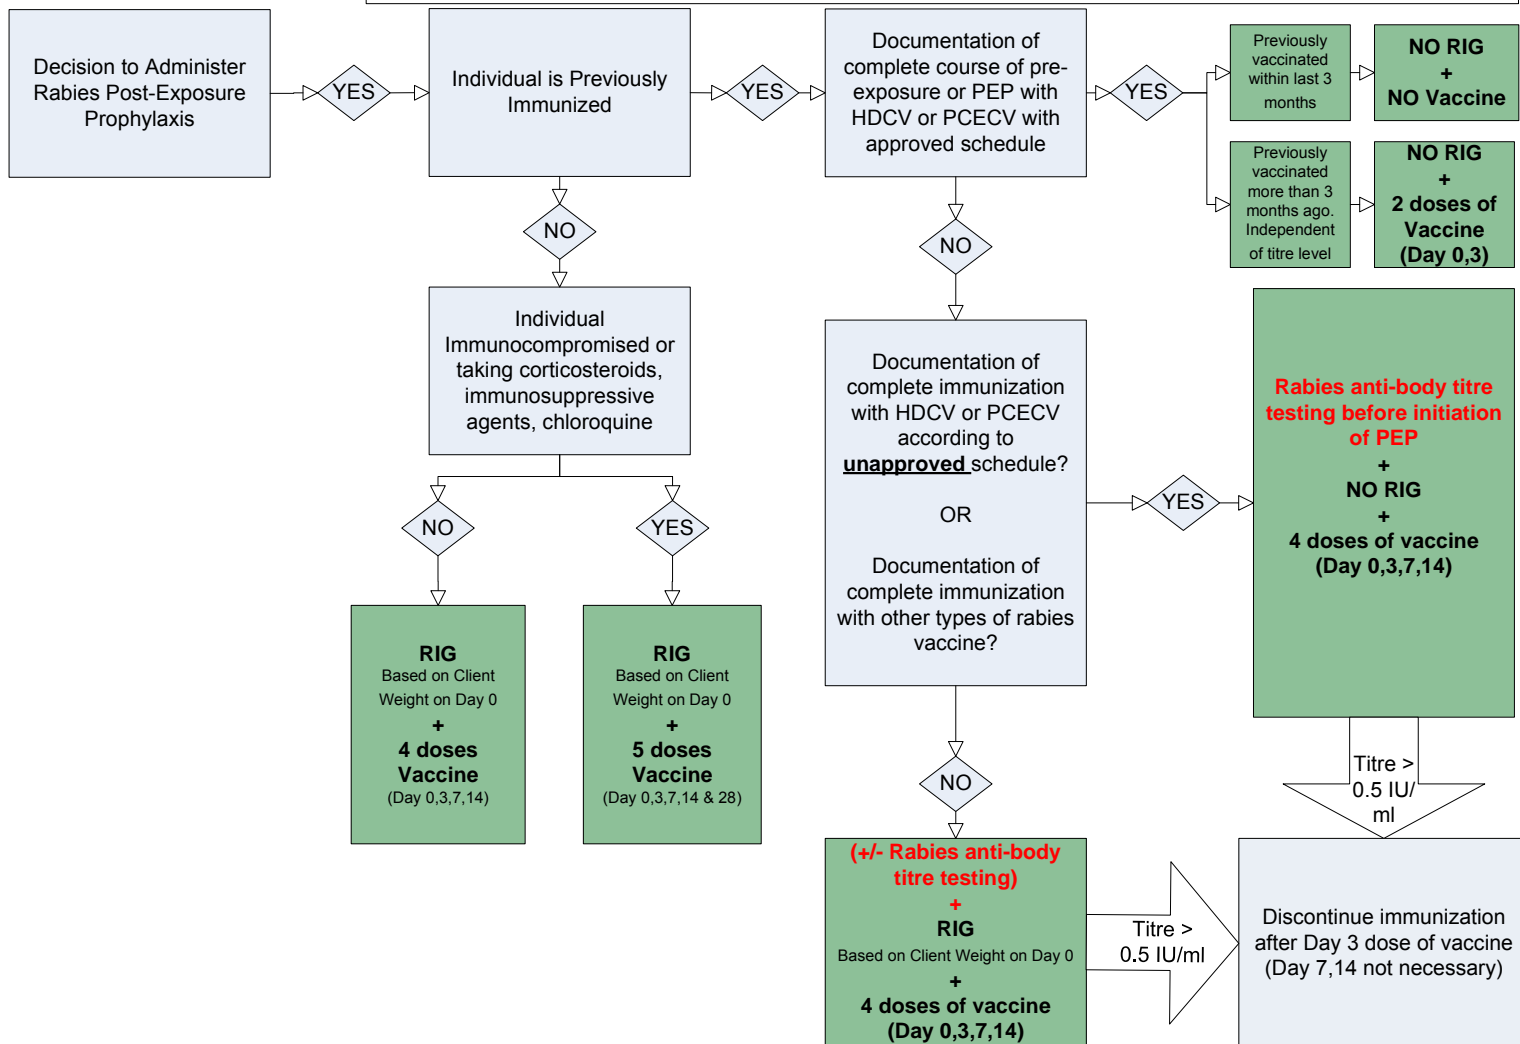 Decision to Administer
Rabies Post-Exposure
Prophylaxis
YES
Individual is Previously
Immunized
YES
Documentation of
complete course of pre-
exposure or PEP with
HDCV or PCECV with
approved schedule
YES
Previously
vaccinated
within last 3
months
NO RIG
+
NO Vaccine
Previously
vaccinated
more than 3
months ago.
Independent
of titre level
NO RIG
+
2 doses of
Vaccine
(Day 0,3)
NO
NO
Individual
Immunocompromised or
taking corticosteroids,
immunosuppressive
agents, chloroquine
NO
YES
RIG
Based on Client
Weight on Day 0
+
4 doses
Vaccine
(Day 0,3,7,14)
RIG
Based on Client
Weight on Day 0
+
5 doses
Vaccine
(Day 0,3,7,14 & 28)
Documentation of
complete immunization
with HDCV or PCECV
according to
unapproved schedule?
OR
Documentation of
complete immunization
with other types of rabies
vaccine?
YES
Rabies anti-body titre
testing before initiation
of PEP
+
NO RIG
+
4 doses of vaccine
(Day 0,3,7,14)
NO
Titre >
0.5 IU/
ml
(+/- Rabies anti-body
titre testing)
+
RIG
Based on Client Weight on Day 0
+
4 doses of vaccine
(Day 0,3,7,14)
Titre >
0.5 IU/ml
Discontinue immunization
after Day 3 dose of vaccine
(Day 7,14 not necessary)